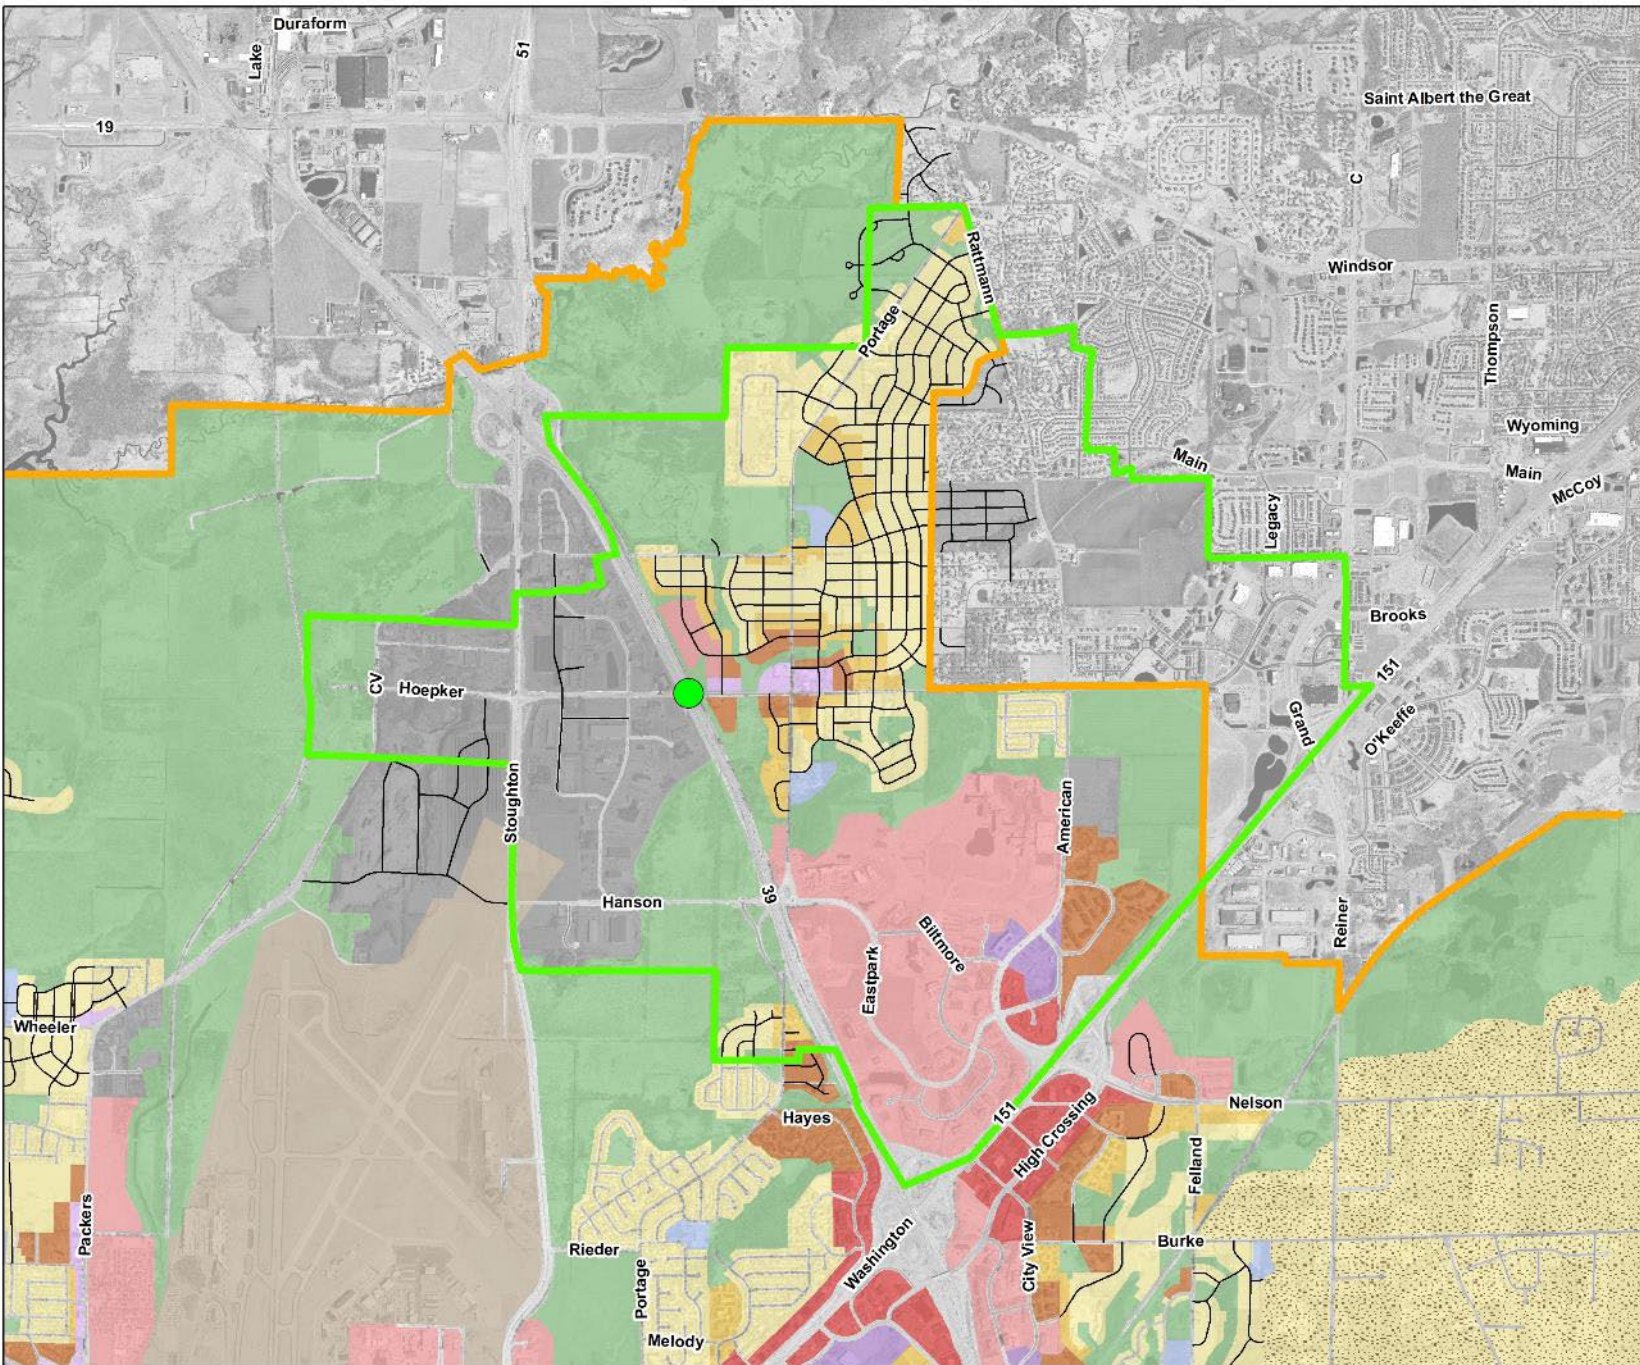 Duraform
Lake
51
Saint Albert the Great
19
C
Rattmann
Windsor
Portage
Thompson
Wyoming
Main
Main
McCoy
Legacy
Brooks
151
CV
Hoepker
Grand
O'Keeffe
Stoughton
American
39
Hanson
Biltmore
Reiner
Eastpark
Wheeler
151
Nelson
Hayes
High Crossing
Felland
Packers
Rieder
Washington
City View
Burke
Portage
Melody